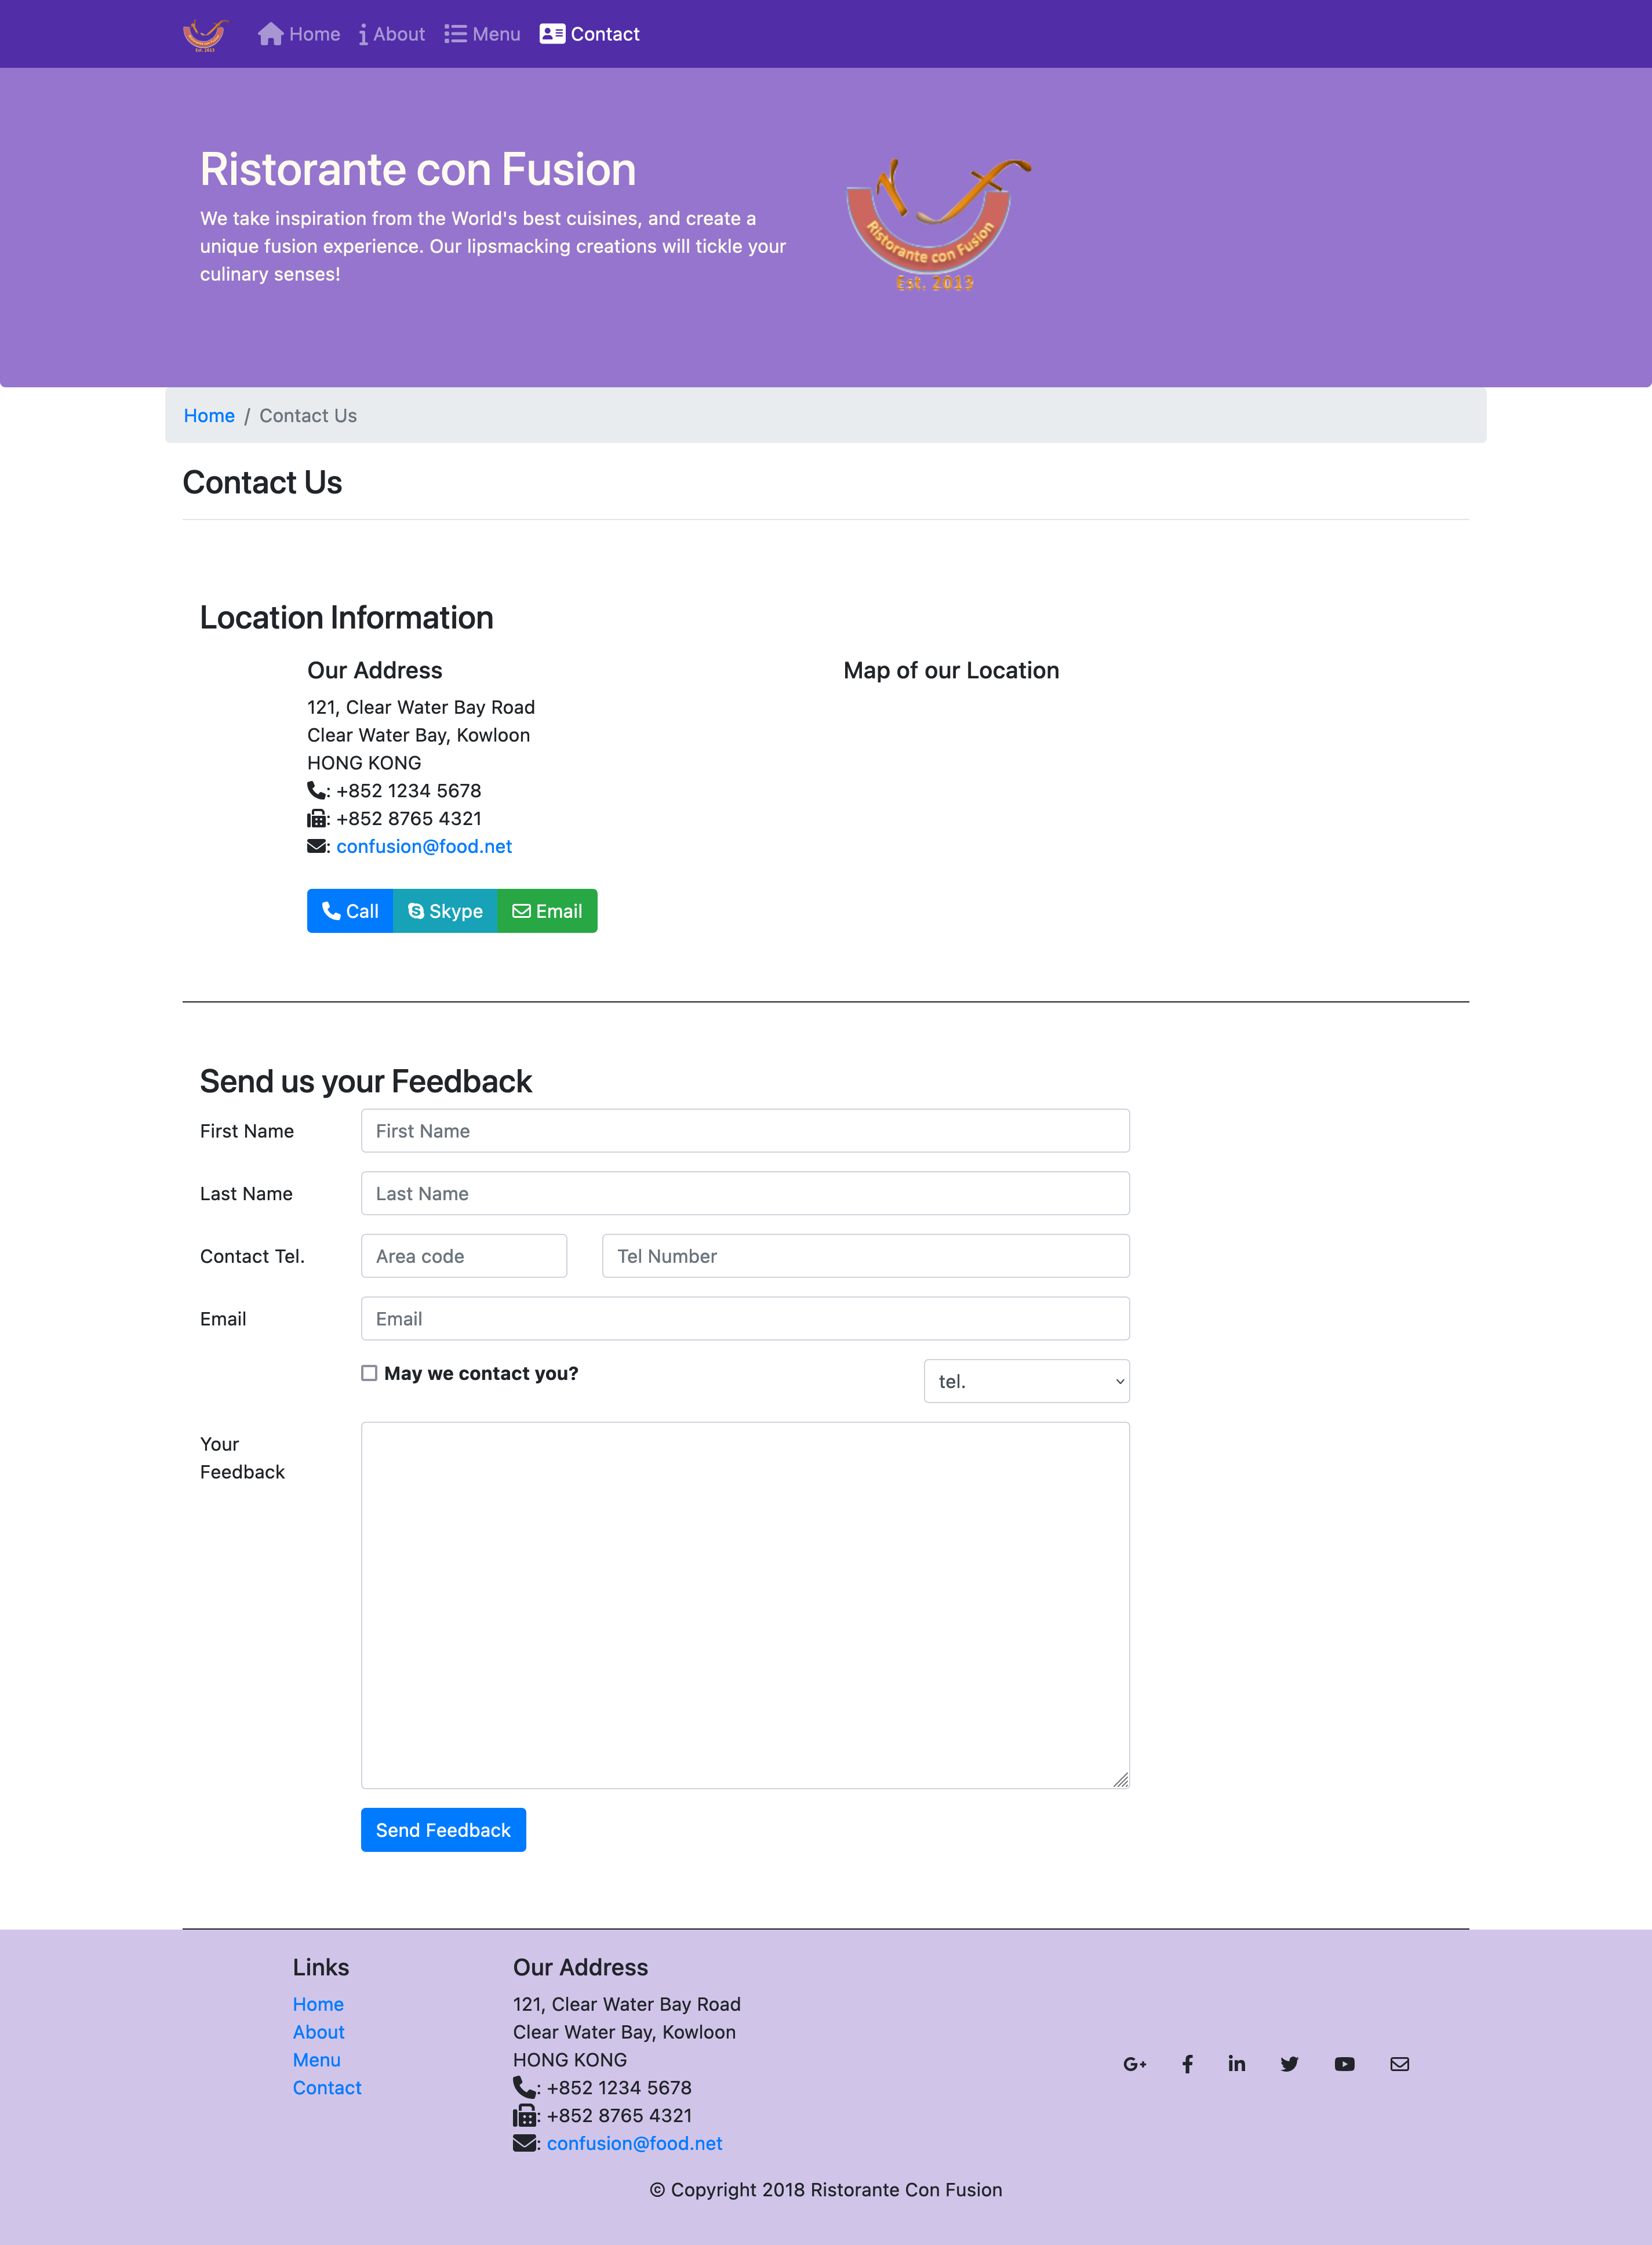 Home
About
Menu
Contact
Ristorante con Fusion
We take inspiration from the World's best cuisines, and create a
unique fusion experience. Our lipsmacking creations will tickle your
culinary senses!
Ristorante con Fusion
Est. 2013
Home / Contact Us
Contact Us
Location Information
Our Address
121, Clear Water Bay Road
Clear Water Bay, Kowloon
HONG KONG
: +852 1234 5678
: +852 8765 4321
: confusion@food.net
Call
Skype
Email
Map of our Location
Send us your Feedback
First Name
First Name
Last Name
Last Name
Contact Tel.
Area code
Tel Number
Email
Email
May we contact you?
tel.
Your
Feedback
Send Feedback
Links
Home
About
Menu
Contact
Our Address
121, Clear Water Bay Road
Clear Water Bay, Kowloon
HONG KONG
: +852 1234 5678
: +852 8765 4321
: confusion@food.net
© Copyright 2018 Ristorante Con Fusion